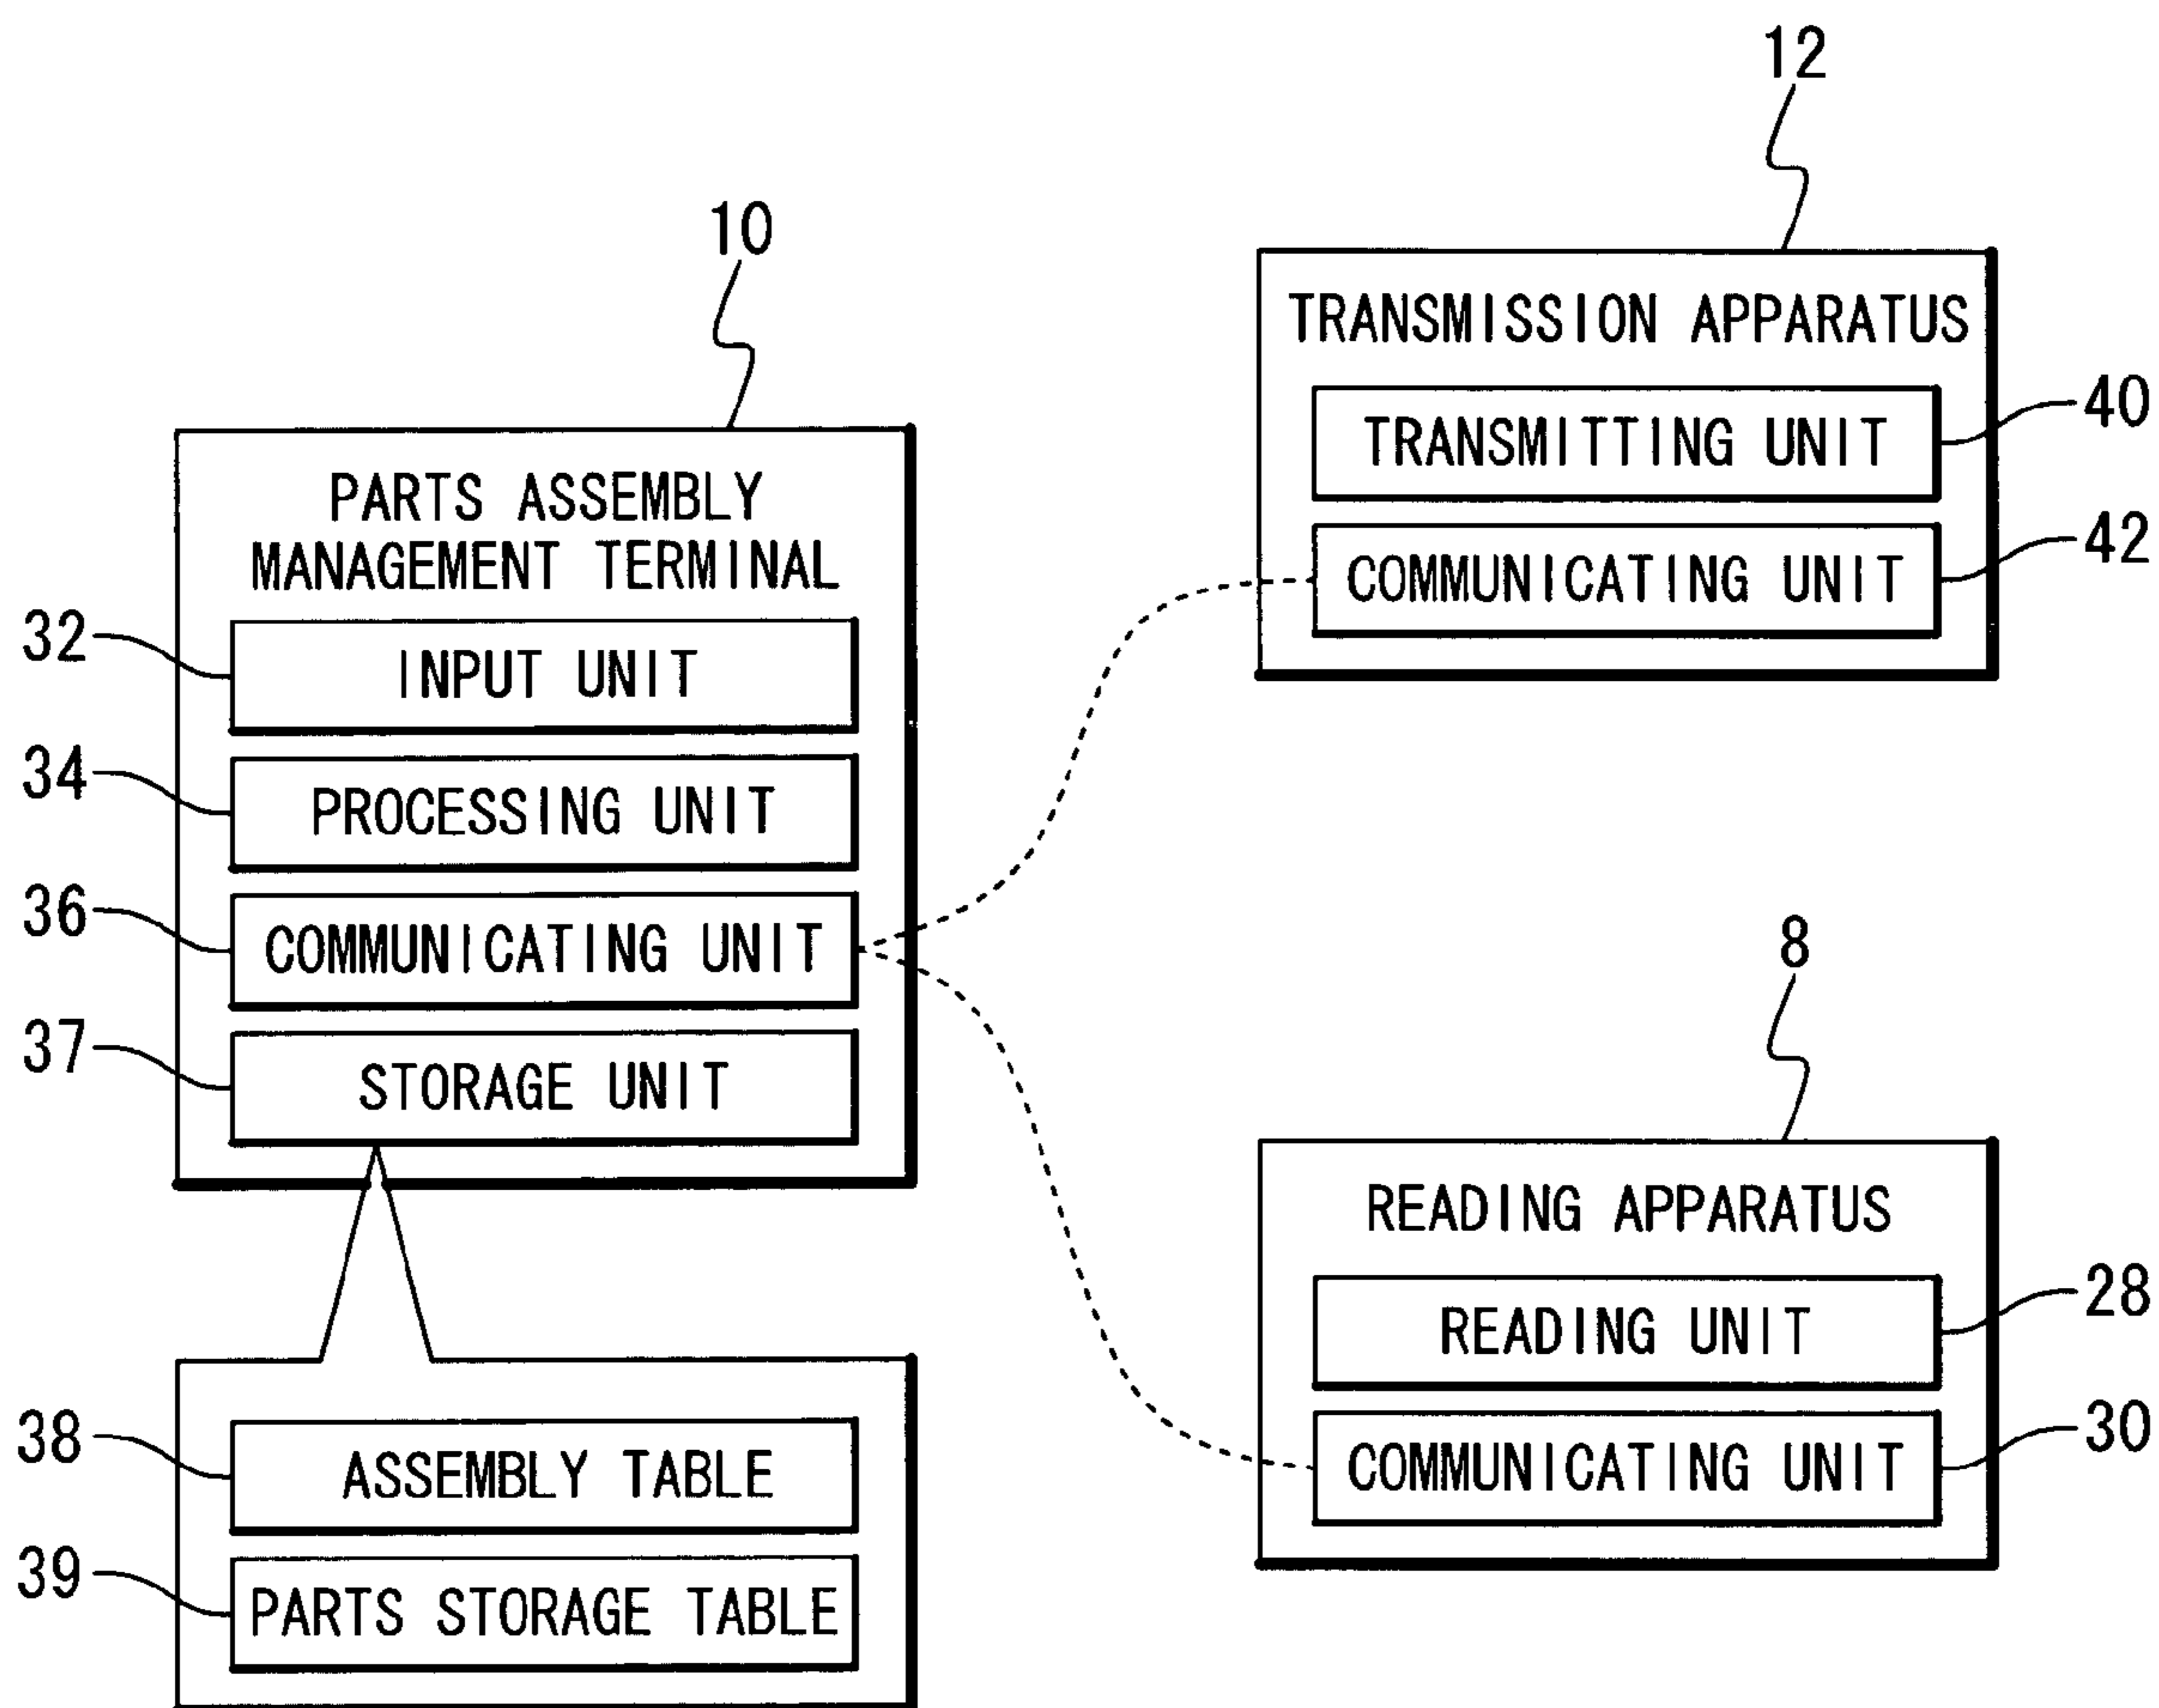 10
PARTS ASSEMBLY
MANAGEMENT TERMINAL
32
INPUT UNIT
34
PROCESSING UNIT
36
COMMUNICATING UNIT
37
STORAGE UNIT
38
ASSEMBLY TABLE
39
PARTS STORAGE TABLE
12
TRANSMISSION APPARATUS
TRANSMITTING UNIT
40
COMMUNICATING UNIT
42
8
READING APPARATUS
READING UNIT
28
COMMUNICATING UNIT
30